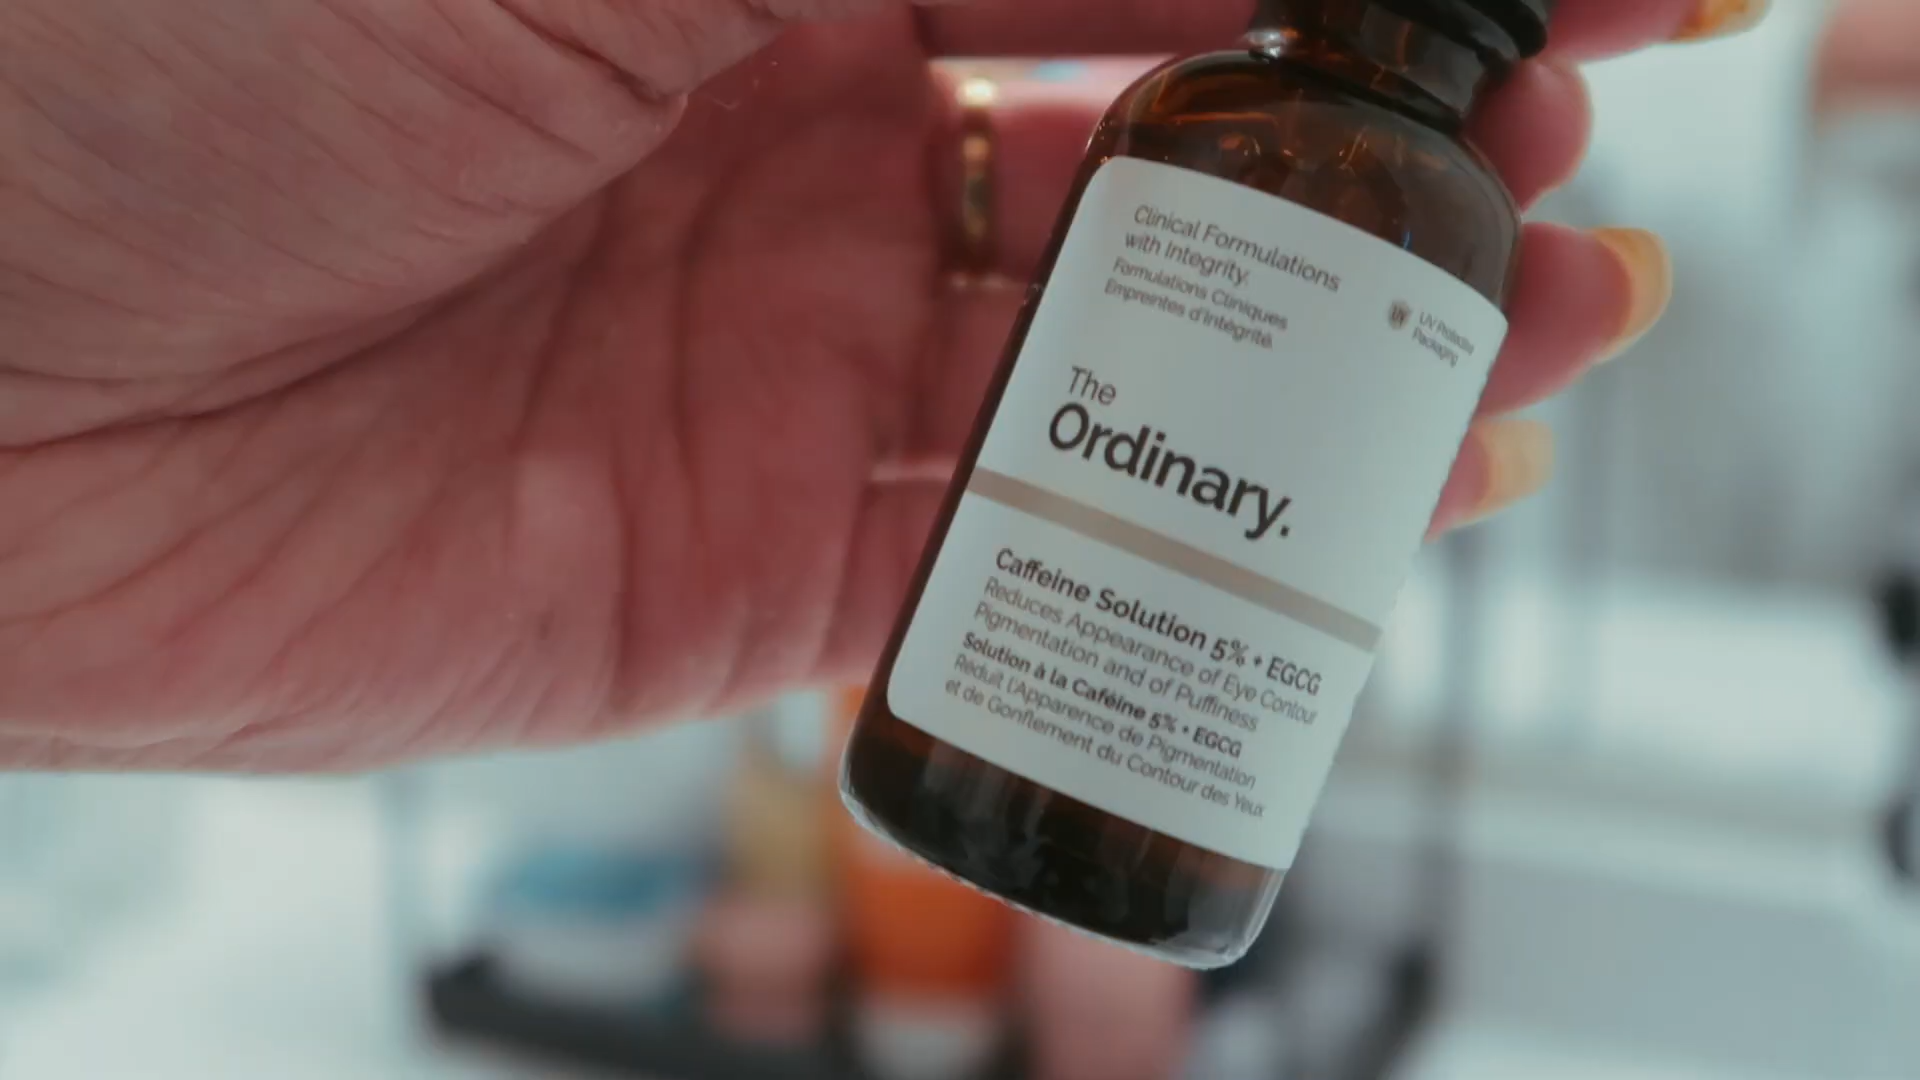 Clinical Formulations
with Integrity.
Formulations Cliniques
Empreintes d'Intégrité.
UV
UV Protective
Packaging
The
Ordinary.
Caffeine Solution 5% + EGCG
Reduces Appearance of Eye Contour
Pigmentation and of Puffiness
Solution à la Caféine 5% + EGCG
Réduit l'Apparence de Pigmentation
et de Gonflement du Contour des Yeux